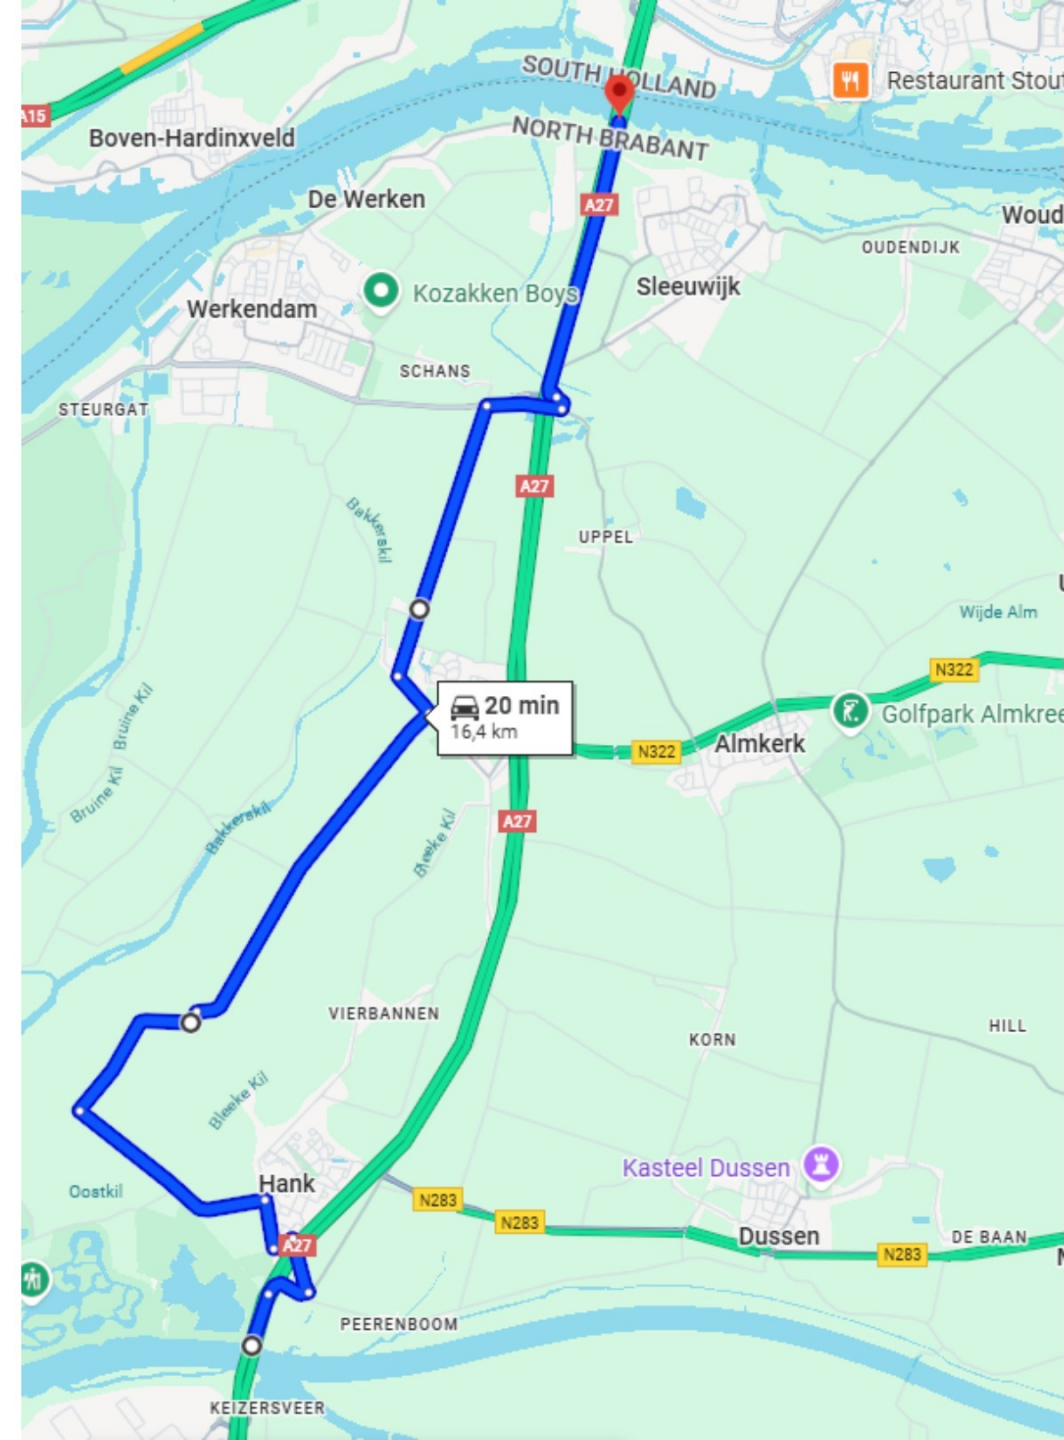 SOUTH HOLLAND
Restaurant Stou
A15
Boven-Hardinxveld
NORTH BRABANT
De Werken
A27
Woud
OUDENDIJK
Kozakken Boys
Sleeuwijk
Werkendam
SCHANS
STEURGAT
A27
Bakkerskil
UPPEL
Wijde Alm
N322
20 min
Bruine Kil
Golfpark Almkree
16,4 km
N322
Almkerk
Bruine Kil
Bakkerskil
A27
Bleeke Kil
VIERBANNEN
HILL
KORN
Bleeke Kil
Kasteel Dussen
Hank
Oostkil
N283
N283
Dussen
DE BAAN
A27
N283
PEERENBOOM
KEIZERSVEER